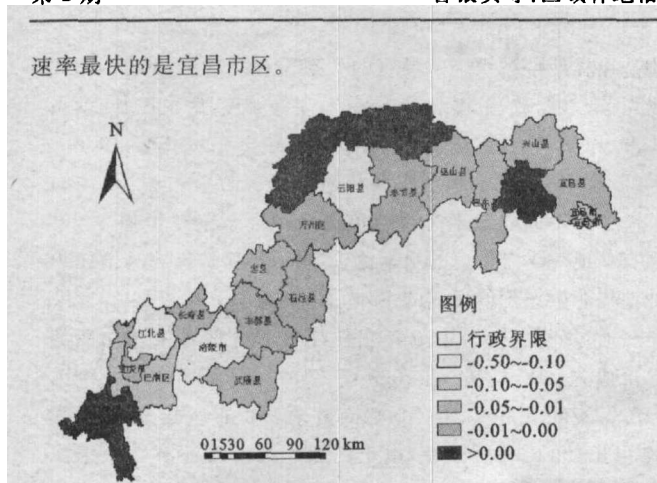 速率最快的是宜昌市区。
N
兴山县
巫山县
宜昌县
云阳县
奉节县
巴东县
万州区
忠县
石柱县
长寿县
丰都县
江北县
涪陵市
巴南区
武隆县
图例
行政界限
-0.50~-0.10
-0.10~-0.05
-0.05~-0.01
-0.01~0.00
>0.00
01530 60 90 120 km